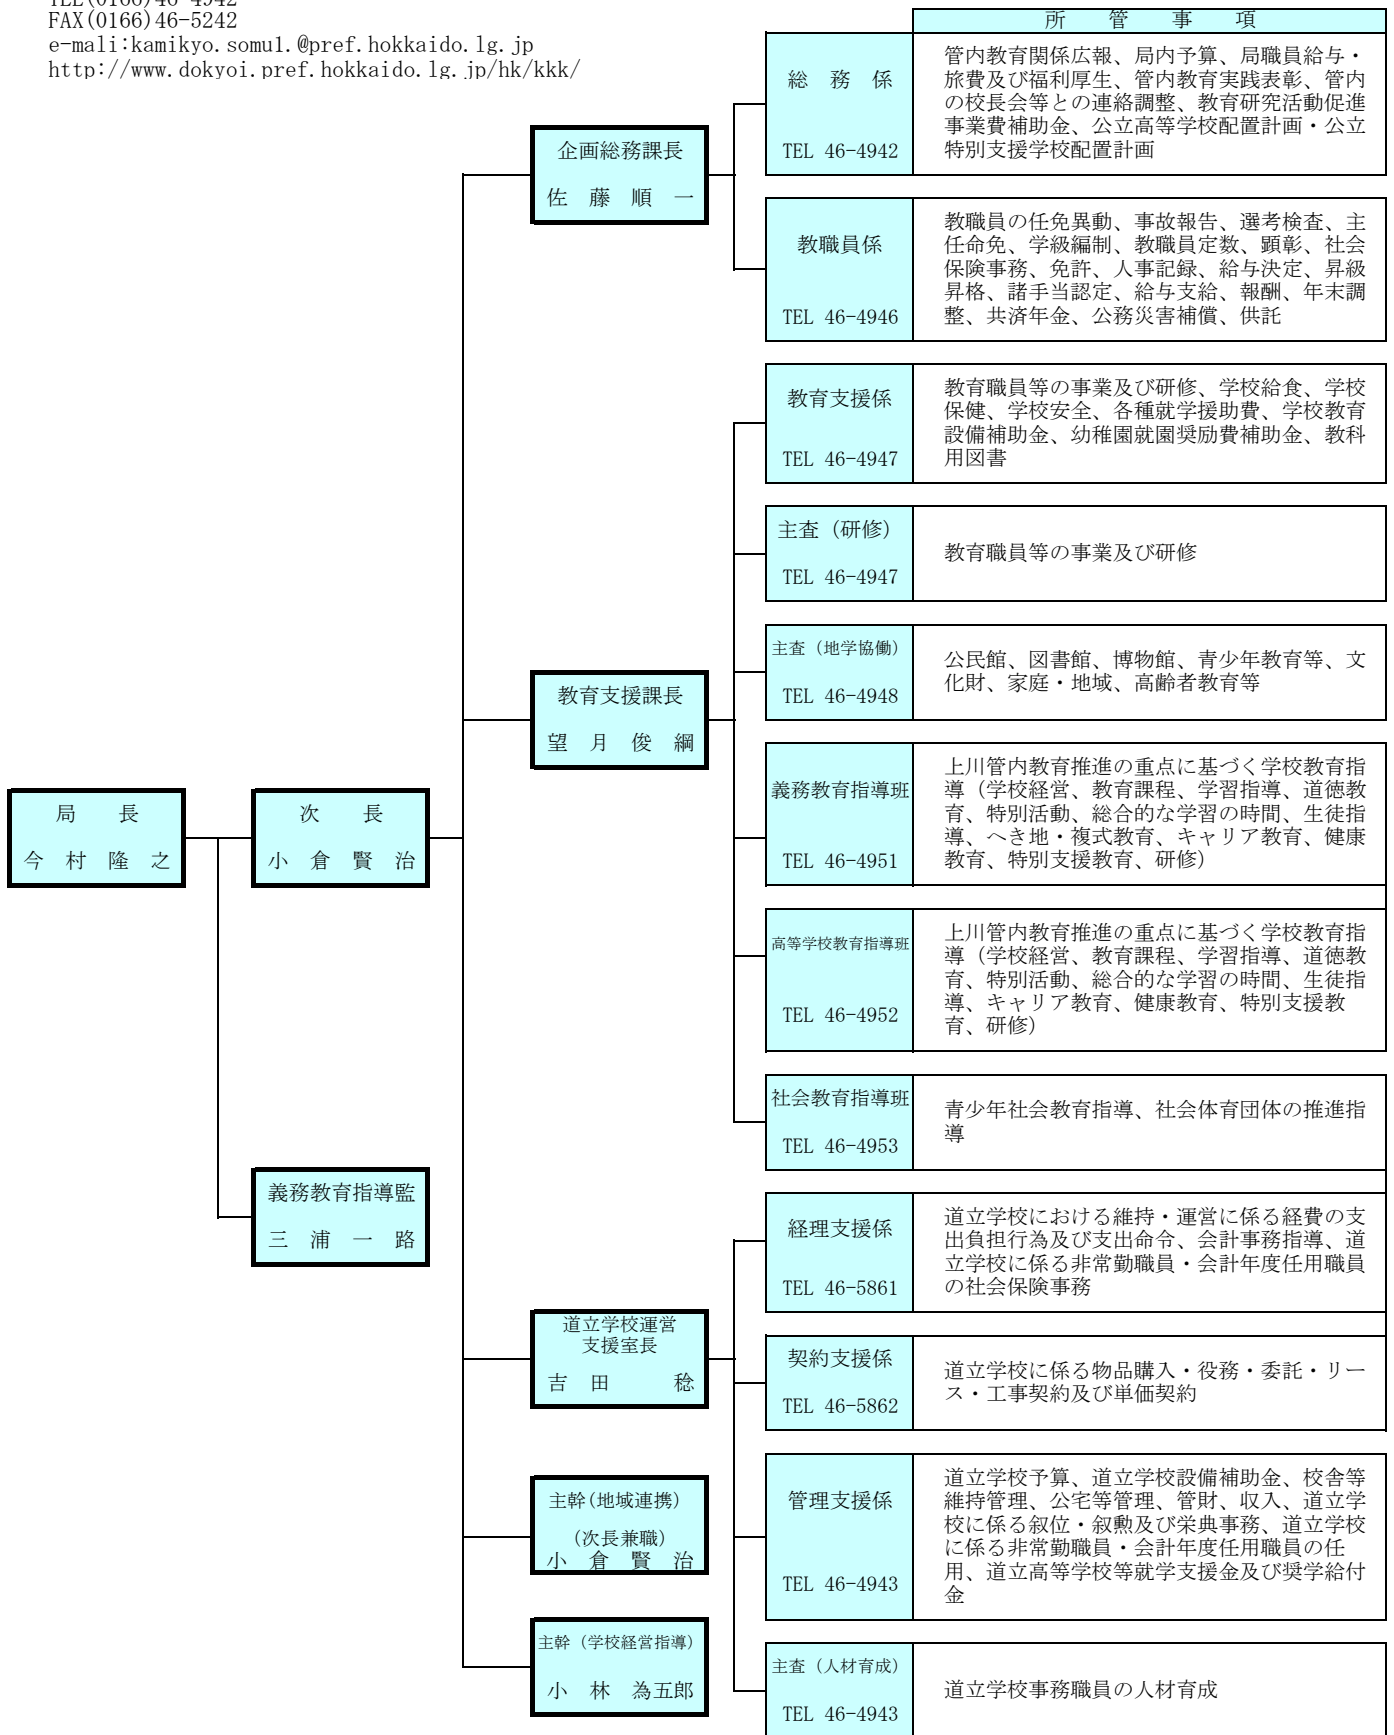 TEL(0166)46-4942
FAX(0166)46-5242
e-mali:kamikyo.somu1.@pref.hokkaido.lg.jp
http://www.dokyoi.pref.hokkaido.lg.jp/hk/kkk/
所　管　事　項
局　長
今　村　隆　之
次　長
小　倉　賢　治
義務教育指導監
三　浦　一　路
企画総務課長
佐　藤　順　一
総　務　係
TEL 46-4942
管内教育関係広報、局内予算、局職員給与・
旅費及び福利厚生、管内教育実践表彰、管内
の校長会等との連絡調整、教育研究活動促進
事業費補助金、公立高等学校配置計画・公立
特別支援学校配置計画
教職員係
TEL 46-4946
教職員の任免異動、事故報告、選考検査、主
任命免、学級編制、教職員定数、顕彰、社会
保険事務、免許、人事記録、給与決定、昇級
昇格、諸手当認定、給与支給、報酬、年末調
整、共済年金、公務災害補償、供託
教育支援課長
望　月　俊　綱
教育支援係
TEL 46-4947
教育職員等の事業及び研修、学校給食、学校
保健、学校安全、各種就学援助費、学校教育
設備補助金、幼稚園就園奨励費補助金、教科
用図書
主査（研修）
TEL 46-4947
教育職員等の事業及び研修
主査（地学協働）
TEL 46-4948
公民館、図書館、博物館、青少年教育等、文
化財、家庭・地域、高齢者教育等
義務教育指導班
TEL 46-4951
上川管内教育推進の重点に基づく学校教育指
導（学校経営、教育課程、学習指導、道徳教
育、特別活動、総合的な学習の時間、生徒指
導、へき地・複式教育、キャリア教育、健康
教育、特別支援教育、研修）
高等学校教育指導班
TEL 46-4952
上川管内教育推進の重点に基づく学校教育指
導（学校経営、教育課程、学習指導、道徳教
育、特別活動、総合的な学習の時間、生徒指
導、キャリア教育、健康教育、特別支援教
育、研修）
社会教育指導班
TEL 46-4953
青少年社会教育指導、社会体育団体の推進指
導
道立学校運営
支援室長
吉　田　　稔
経理支援係
TEL 46-5861
道立学校における維持・運営に係る経費の支
出負担行為及び支出命令、会計事務指導、道
立学校に係る非常勤職員・会計年度任用職員
の社会保険事務
契約支援係
TEL 46-5862
道立学校に係る物品購入・役務・委託・リー
ス・工事契約及び単価契約
管理支援係
TEL 46-4943
道立学校予算、道立学校設備補助金、校舎等
維持管理、公宅等管理、管財、収入、道立学
校に係る叙位・叙勲及び栄典事務、道立学校
に係る非常勤職員・会計年度任用職員の任
用、道立高等学校等就学支援金及び奨学給付
金
主査（人材育成）
TEL 46-4943
道立学校事務職員の人材育成
主幹(地域連携)
(次長兼職)
小　倉　賢　治
主幹（学校経営指導）
小　林　為五郎